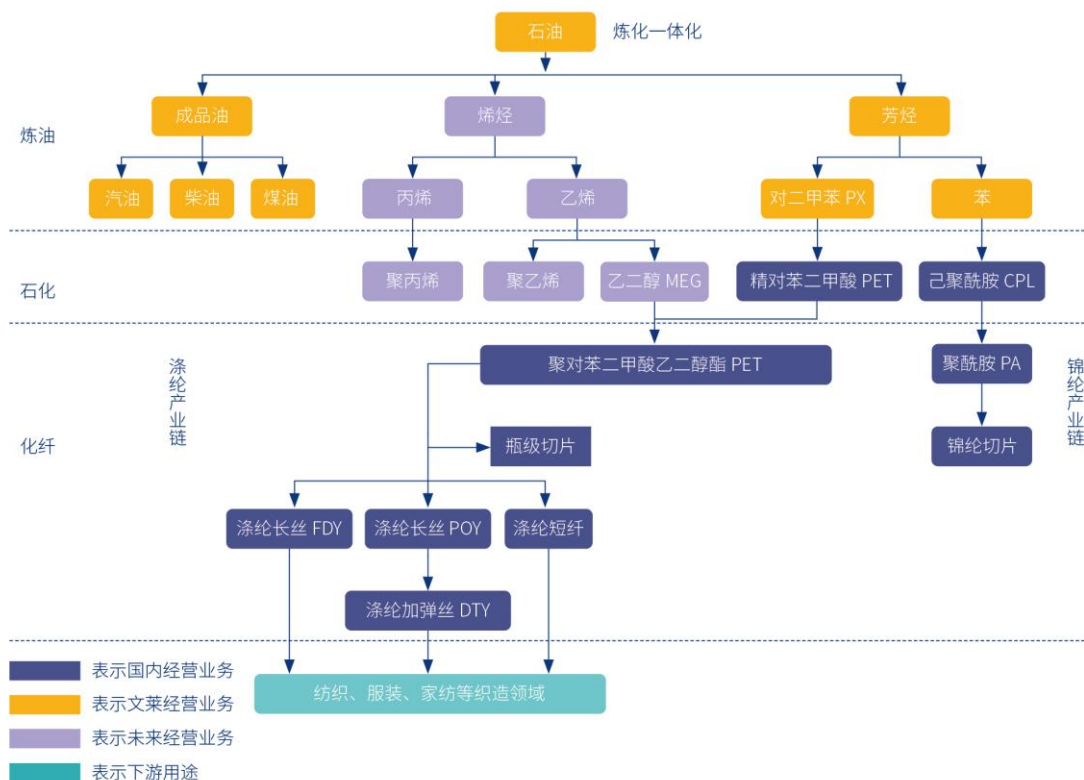 石油
炼化一体化
成品油
烯烃
芳烃
炼油
汽油
柴油
煤油
丙烯
乙烯
对二甲苯 PX
苯
石化
聚丙烯
聚乙烯
乙二醇 MEG
精对苯二甲酸 PET
己聚酰胺 CPL
涤纶产业链
聚对苯二甲酸乙二醇酯 PET
聚酰胺 PA
锦纶产业链
化纤
瓶级切片
锦纶切片
涤纶长丝 FDY
涤纶长丝 POY
涤纶短纤
涤纶加弹丝 DTY
表示国内经营业务
纺织、服装、家纺等织造领域
表示文莱经营业务
表示未来经营业务
表示下游用途